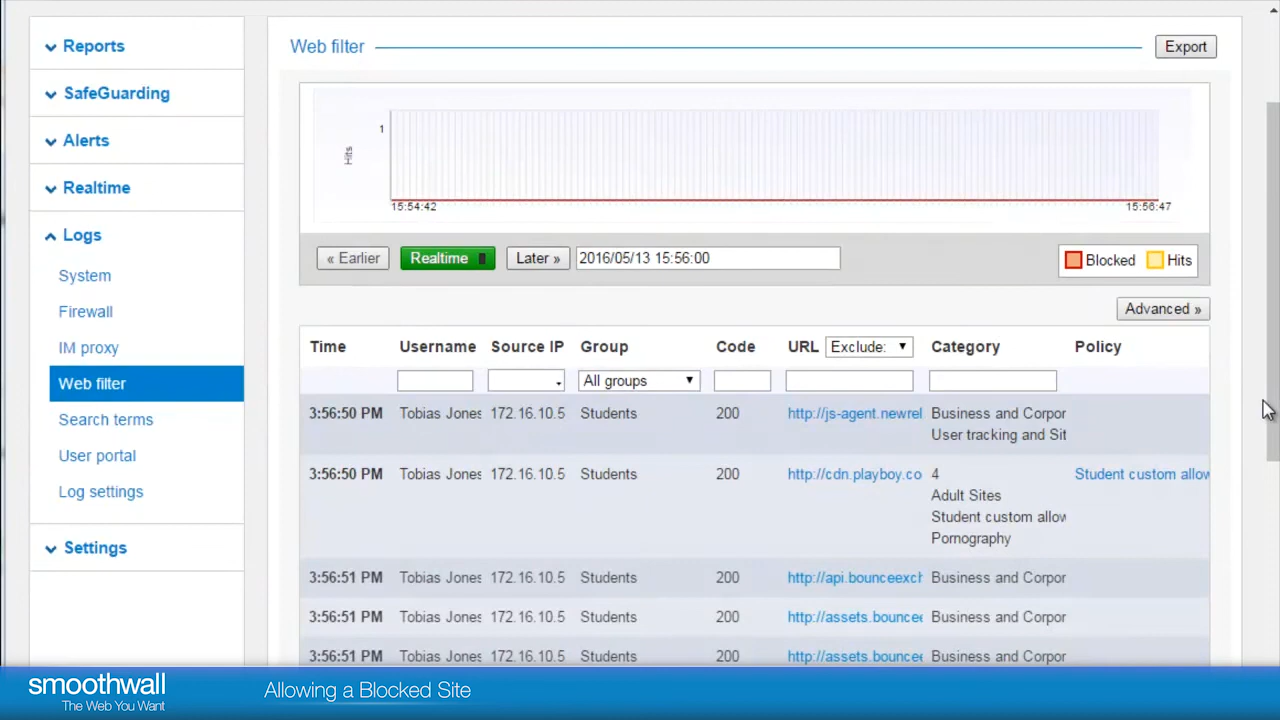 Reports
SafeGuarding
Alerts
Realtime
Logs
System
Firewall
IM proxy
Web filter
Search terms
User portal
Log settings
Settings
Web filter
Export
1
Hits
15:54:42
15:56:47
« Earlier
Realtime
Later »
2016/05/13 15:56:00
Blocked
Hits
Advanced »
Time Username Source IP Group Code URL Exclude: Category Policy
All groups
3:56:50 PM Tobias Jones 172.16.10.5 Students 200 http://js-agent.newrel Business and Corpor
User tracking and Sit
3:56:50 PM Tobias Jones 172.16.10.5 Students 200 http://cdn.playboy.co 4 Student custom allow
Adult Sites
Student custom allow
Pornography
3:56:51 PM Tobias Jones 172.16.10.5 Students 200 http://api.bounceexch Business and Corpor
3:56:51 PM Tobias Jones 172.16.10.5 Students 200 http://assets.bouncee Business and Corpor
3:56:51 PM Tobias Jones 172.16.10.5 Students 200 http://assets.bouncee Business and Corpor
smoothwall
The Web You Want
Allowing a Blocked Site